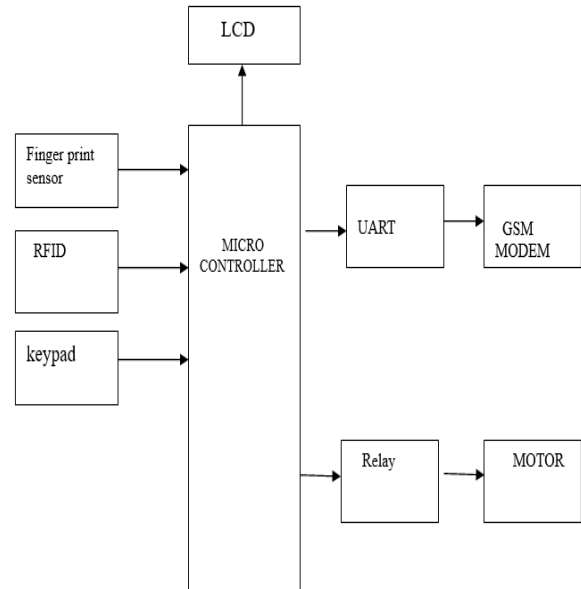 LCD
Finger print
sensor
RFID
keypad
MICRO
CONTROLLER
UART
GSM
MODEM
Relay
MOTOR